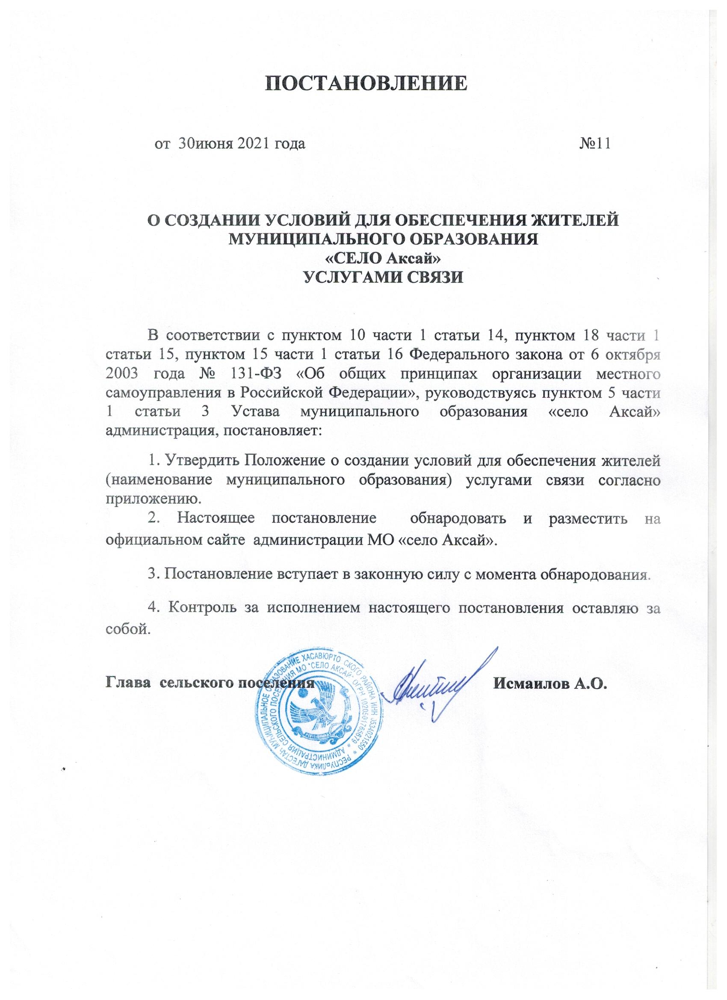 ПОСТАНОВЛЕНИЕ
от 30июня 2021 года №11
О СОЗДАНИИ УСЛОВИЙ ДЛЯ ОБЕСПЕЧЕНИЯ ЖИТЕЛЕЙ
МУНИЦИПАЛЬНОГО ОБРАЗОВАНИЯ
«СЕЛО Аксай»
УСЛУГАМИ СВЯЗИ
В соответствии с пунктом 10 части 1 статьи 14, пунктом 18 части 1
статьи 15, пунктом 15 части 1 статьи 16 Федерального закона от 6 октября
2003 года № 131-ФЗ «Об общих принципах организации местного
самоуправления в Российской Федерации», руководствуясь пунктом 5 части
1 статьи 3 Устава муниципального образования «село Аксай»
администрация, постановляет:
1. Утвердить Положение о создании условий для обеспечения жителей
(наименование муниципального образования) услугами связи согласно
приложению.
2. Настоящее постановление обнародовать и разместить на
официальном сайте администрации МО «село Аксай».
3. Постановление вступает в законную силу с момента обнародования.
4. Контроль за исполнением настоящего постановления оставляю за
собой.
Глава сельского поселения Исмаилов А.О.
РЕСПУБЛИКА ДАГЕСТАН МУНИЦИПАЛЬНОЕ ОБРАЗОВАНИЕ ХАСАВЮРТО СКОГО РАЙОНА ИНН 0534021550 *
АДМИНИСТРАЦИЯ СЕЛЬСКОГО ПОСЕЛЕНИЯ МО "СЕЛО АКСАЙ" ОГРН 1020501765679 *